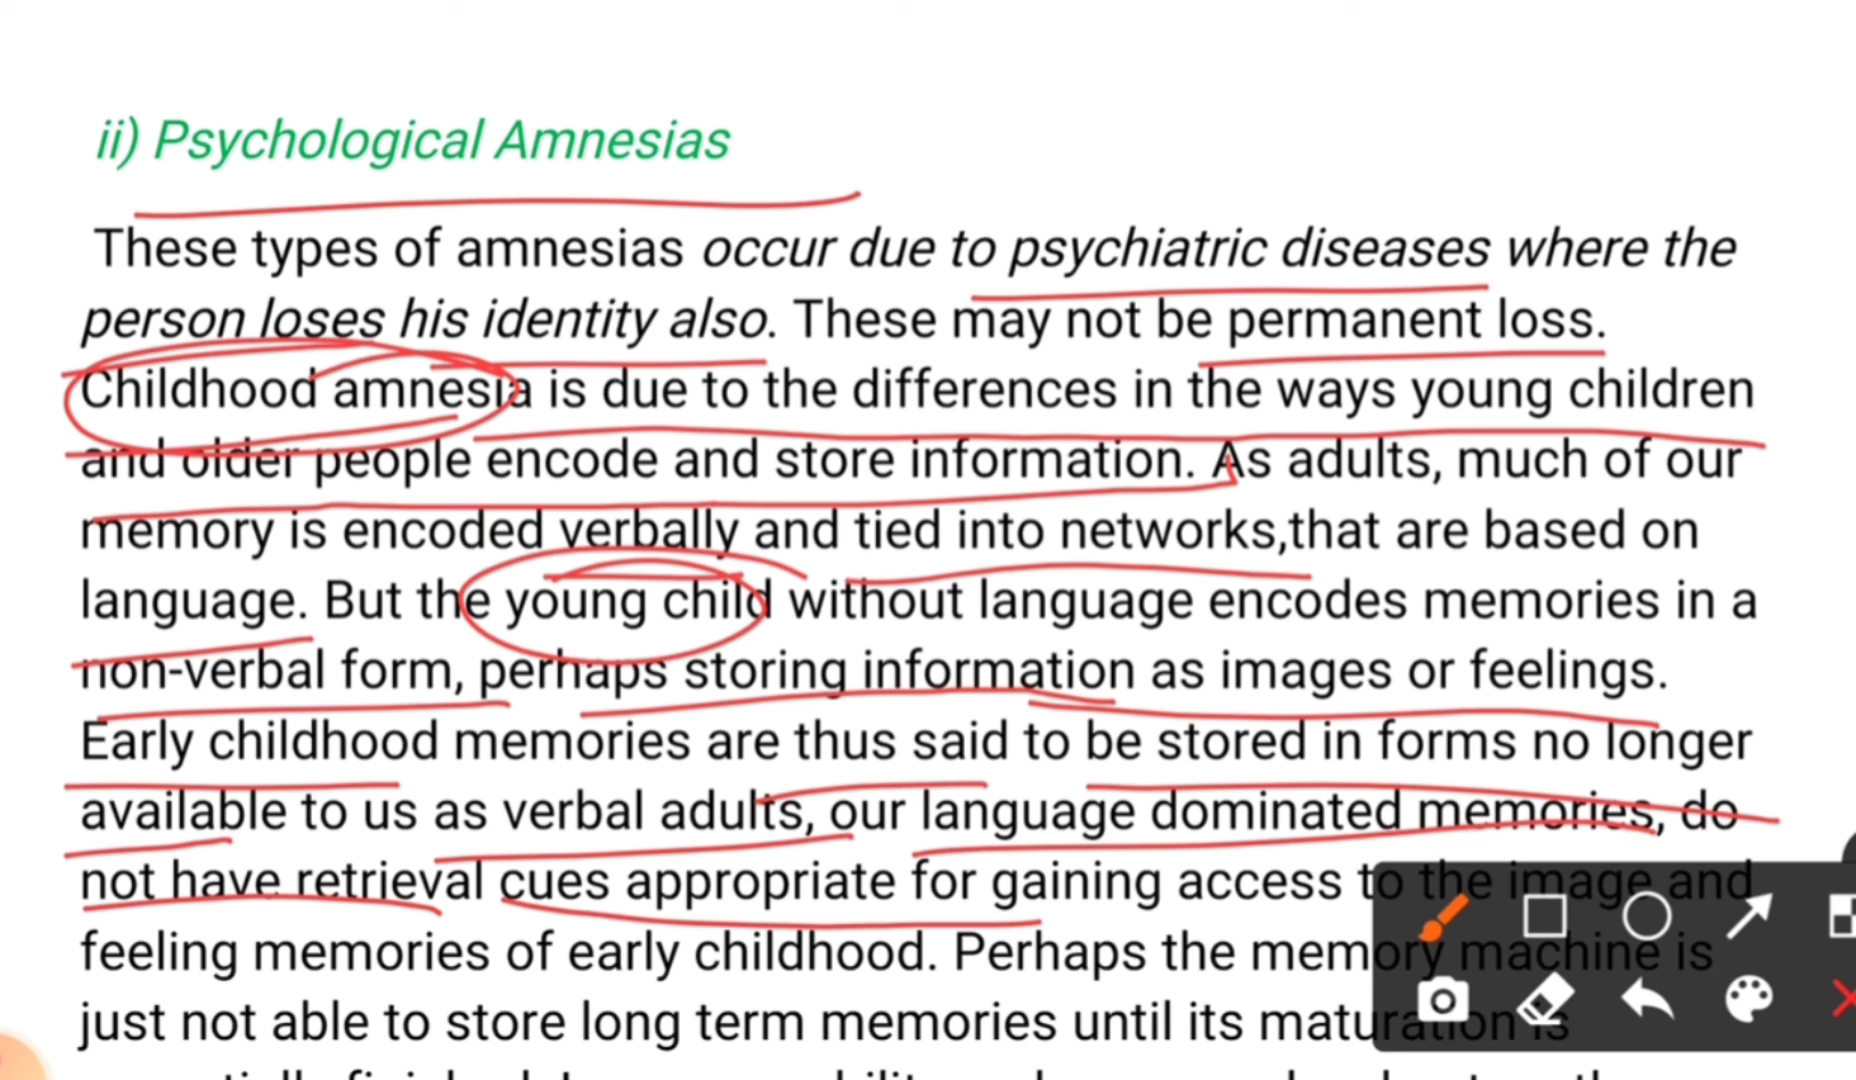 ii) Psychological Amnesias
These types of amnesias occur due to psychiatric diseases where the
person loses his identity also. These may not be permanent loss.
Childhood amnesia is due to the differences in the ways young children
and older people encode and store information. As adults, much of our
memory is encoded verbally and tied into networks,that are based on
language. But the young child without language encodes memories in a
non-verbal form, perhaps storing information as images or feelings.
Early childhood memories are thus said to be stored in forms no longer
available to us as verbal adults, our language dominated memories, do
not have retrieval cues appropriate for gaining access to the image and
feeling memories of early childhood. Perhaps the memory machine is
just not able to store long term memories until its maturation is